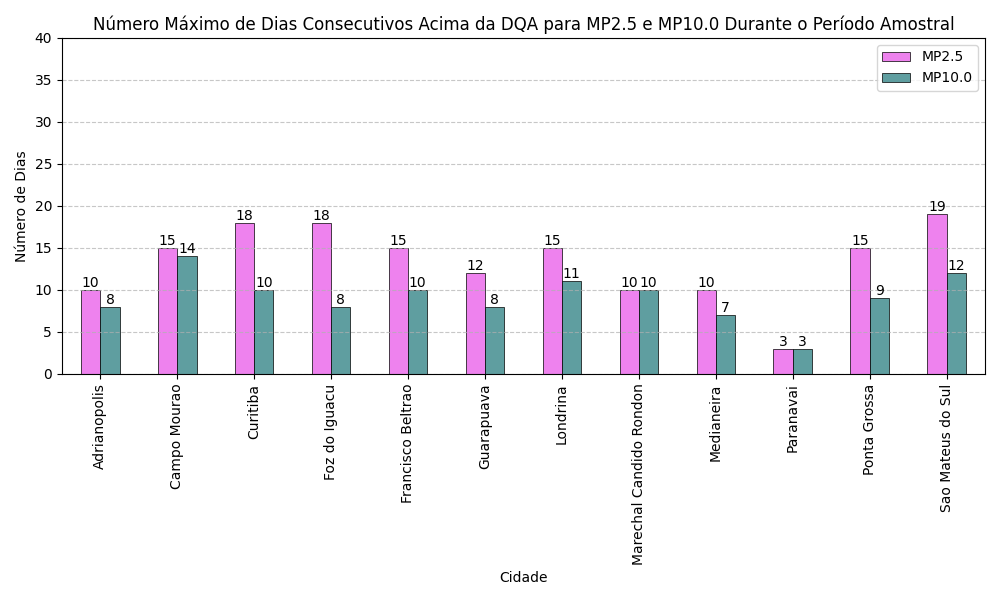 Número Máximo de Dias Consecutivos Acima da DQA para MP2.5 e MP10.0 Durante o Período Amostral
MP2.5
MP10.0
Número de Dias
40
35
30
25
20
15
10
5
0
10 8
15 14
18 10
18 8
15 10
12 8
15 11
10 10
10 7
3 3
15 9
19 12
Adrianopolis
Campo Mourao
Curitiba
Foz do Iguacu
Francisco Beltrao
Guarapuava
Londrina
Marechal Candido Rondon
Medianeira
Paranavai
Ponta Grossa
Sao Mateus do Sul
Cidade